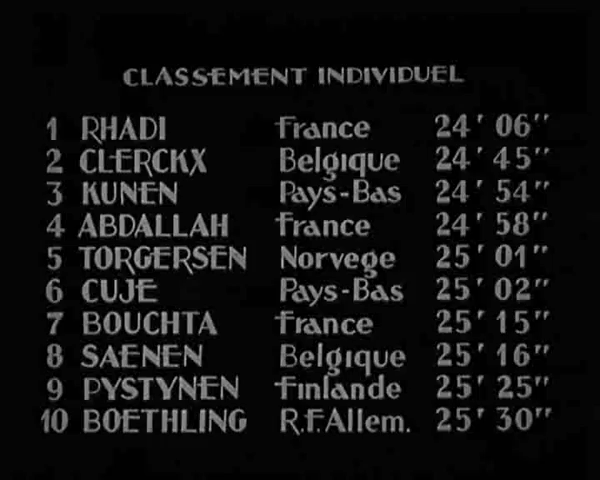 CLASSEMENT INDIVIDUEL
1 RHADI France 24' 06"
2 CLERCKX Belgique 24' 45"
3 KUNEN Pays-Bas 24' 54"
4 ABDALLAH France 24' 58"
5 TORGERSEN Norvege 25' 01"
6 CUJE Pays-Bas 25' 02"
7 BOUCHTA France 25' 15"
8 SAENEN Belgique 25' 16"
9 PYSTYNEN Finlande 25' 25"
10 BOETHLING R.F.Allem. 25' 30"